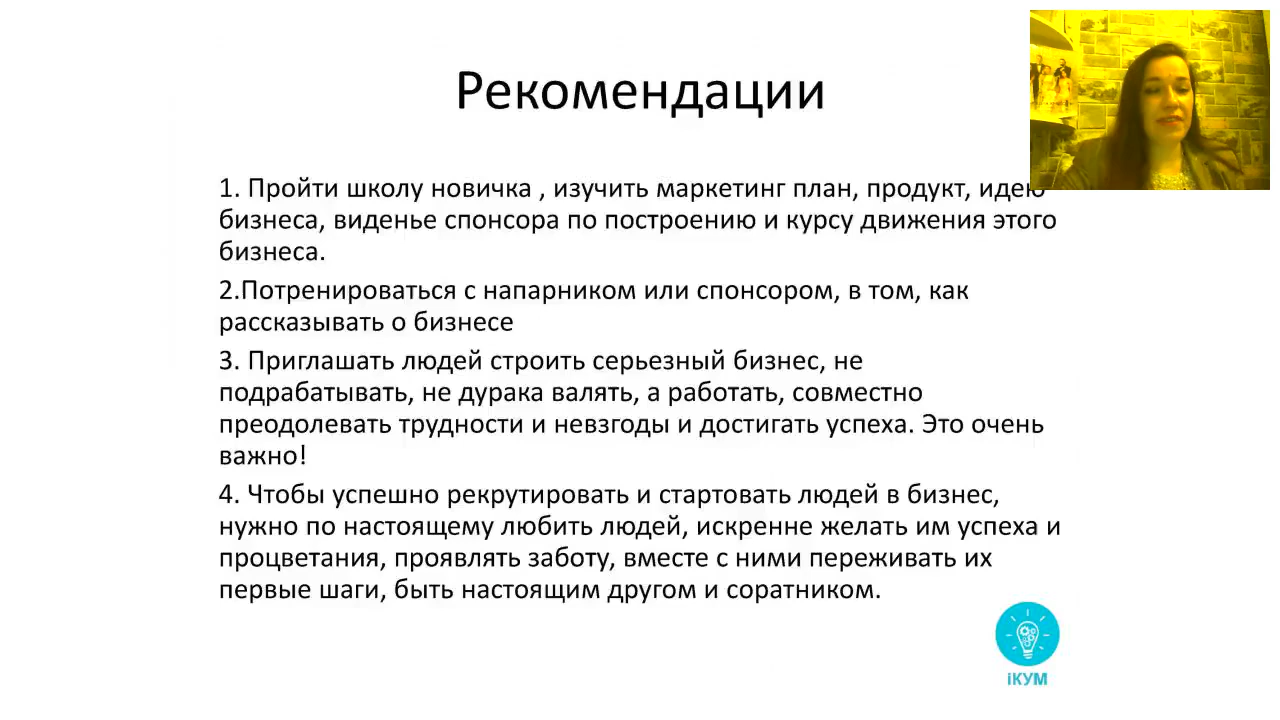 Рекомендации
1. Пройти школу новичка , изучить маркетинг план, продукт, идею
бизнеса, виденье спонсора по построению и курсу движения этого
бизнеса.
2.Потренироваться с напарником или спонсором, в том, как
рассказывать о бизнесе
3. Приглашать людей строить серьезный бизнес, не
подрабатывать, не дурака валять, а работать, совместно
преодолевать трудности и невзгоды и достигать успеха. Это очень
важно!
4. Чтобы успешно рекрутировать и стартовать людей в бизнес,
нужно по настоящему любить людей, искренне желать им успеха и
процветания, проявлять заботу, вместе с ними переживать их
первые шаги, быть настоящим другом и соратником.
iКУМ